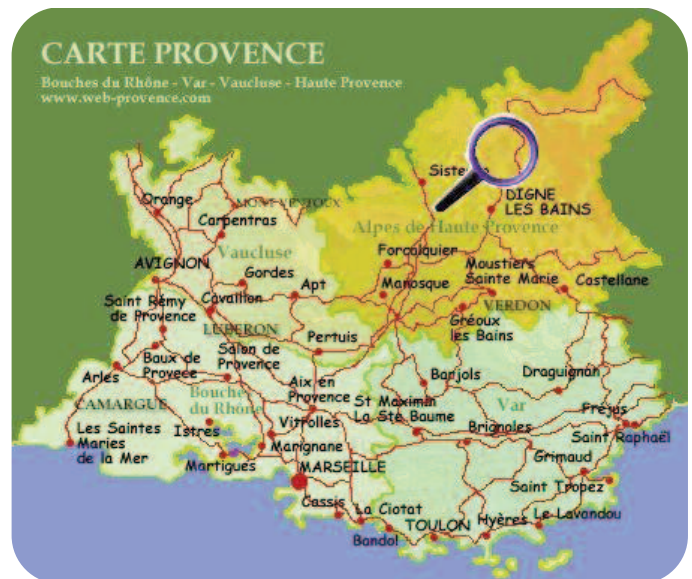 CARTE PROVENCE
Bouches du Rhône - Var - Vaucluse - Haute Provence
www.web-provence.com
Siste
Orange
MONT VENTOUX
DIGNE
LES BAINS
Carpentras
Alpes de Haute Provence
Vaucluse
Forcalquier
AVIGNON
Gordes
Moustiers
Sainte Marie
Castellane
Apt
Manosque
Saint Rémy
de Provence
Cavaillon
VERDON
LUBERON
Gréoux
les Bains
Pertuis
Baux de
Provece
Salon de
Provence
Arles
Aix en
Provence
Barjols
Draguignan
Bouches
du Rhône
CAMARGUE
St Maximin
La Ste Baume
Var
Fréjus
Les Saintes
Maries
de la Mer
Istres
Vitrolles
Brignoles
Saint Raphaël
Marignane
Martigues
MARSEILLE
Grimaud
Saint Tropez
Cassis
La Ciotat
Le Lavandou
Bandol
TOULON
Hyères